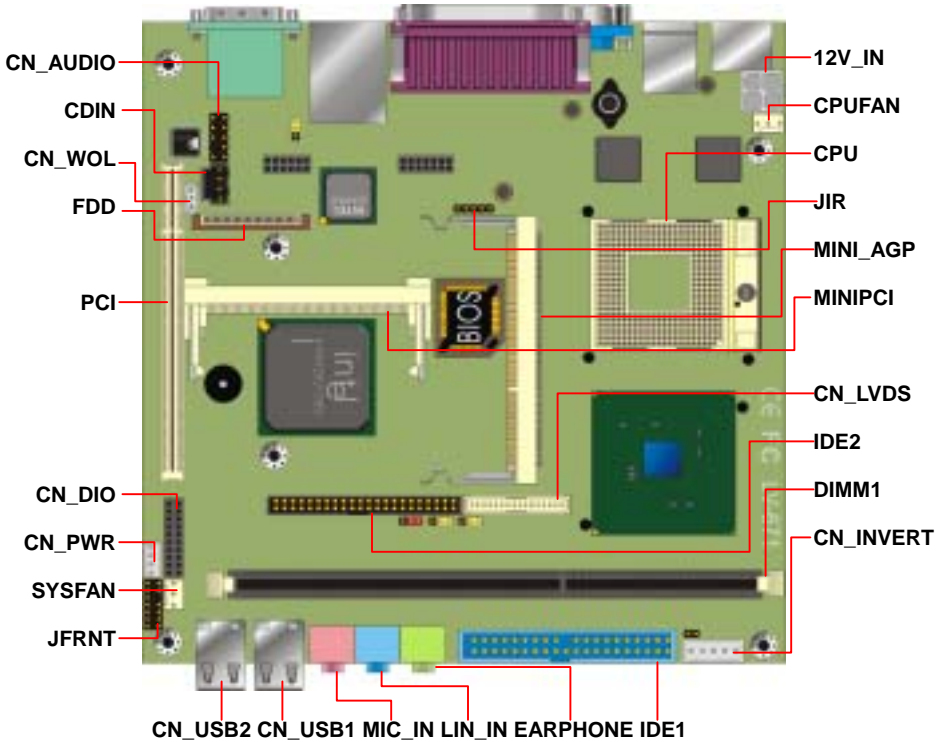 CN_AUDIO
CDIN
CN_WOL
FDD
PCI
CN_DIO
CN_PWR
SYSFAN
JFRNT
12V_IN
CPUFAN
CPU
JIR
MINI_AGP
MINIPCI
CN_LVDS
IDE2
DIMM1
CN_INVERT
BIOS
CN_USB2 CN_USB1 MIC_IN LIN_IN EARPHONE IDE1